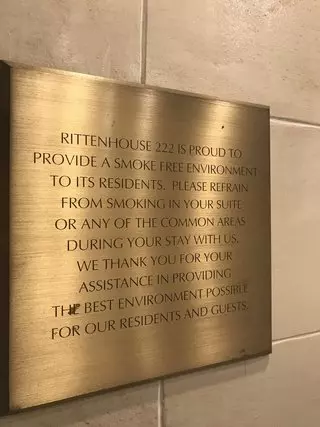 RITTENHOUSE 222 IS PROUD TO
PROVIDE A SMOKE FREE ENVIRONMENT
TO ITS RESIDENTS. PLEASE REFRAIN
FROM SMOKING IN YOUR SUITE
OR ANY OF THE COMMON AREAS
DURING YOUR STAY WITH US.
WE THANK YOU FOR YOUR
ASSISTANCE IN PROVIDING
THE BEST ENVIRONMENT POSSIBLE
FOR OUR RESIDENTS AND GUESTS.